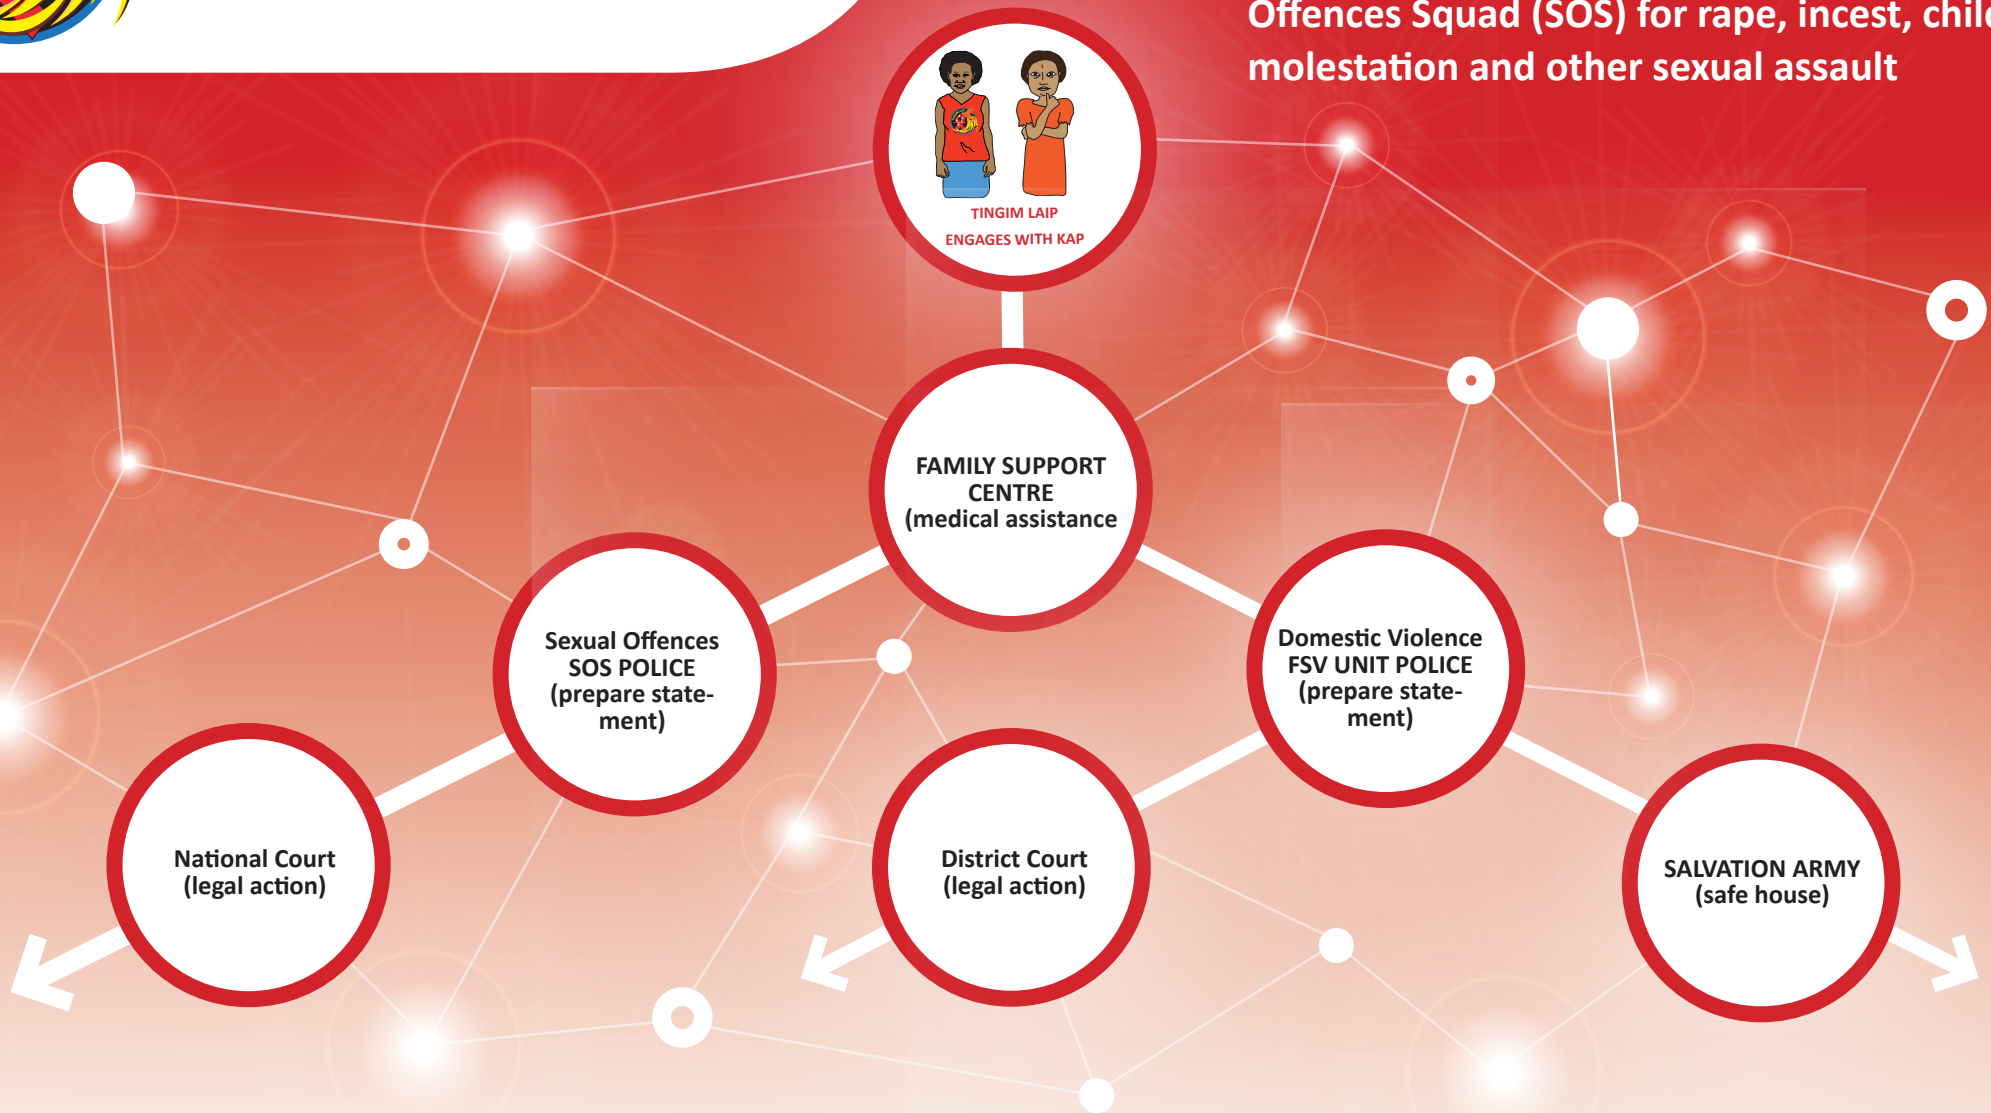 Offences Squad (SOS) for rape, incest, child
molestation and other sexual assault
TINGIM LAIP
ENGAGES WITH KAP
FAMILY SUPPORT
CENTRE
(medical assistance
Sexual Offences
SOS POLICE
(prepare state-
ment)
Domestic Violence
FSV UNIT POLICE
(prepare state-
ment)
National Court
(legal action)
District Court
(legal action)
SALVATION ARMY
(safe house)